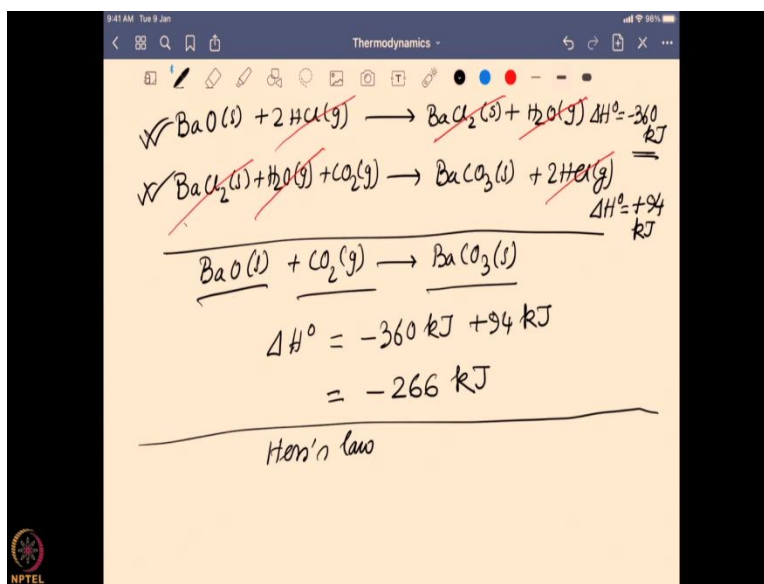 9:41 AM Tue 9 Jan
98%
Thermodynamics
BaO(s) + 2HCl(g) → BaCl₂(s) + H₂O(g) ΔH° = -360 kJ
BaCl₂(s) + H₂O(g) + CO₂(g) → BaCO₃(s) + 2HCl(g)
ΔH° = +94 kJ
BaO(s) + CO₂(g) → BaCO₃(s)
ΔH° = -360 kJ + 94 kJ
= -266 kJ
Hess's law
NPTEL